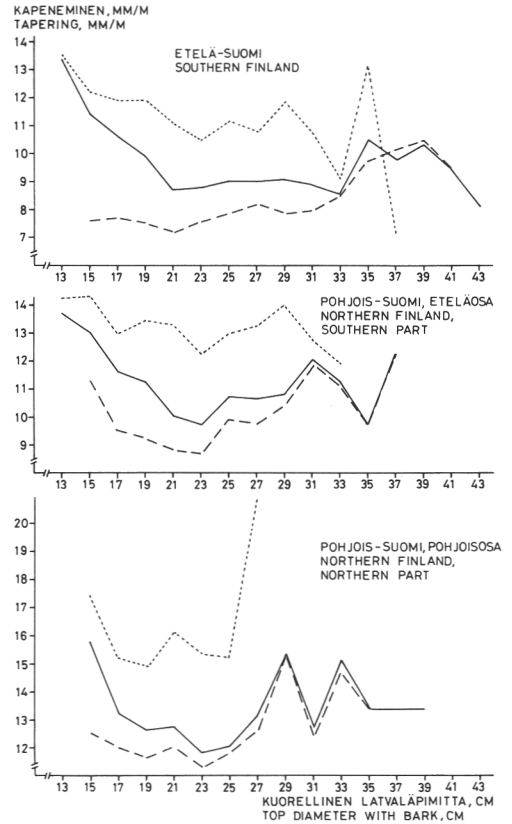 KAPENEMINEN, MM/M
TAPERING, MM/M
ETELÄ-SUOMI
SOUTHERN FINLAND
14
13
12
11
10
9
8
7
13 15 17 19 21 23 25 27 29 31 33 35 37 39 41 43
POHJOIS-SUOMI, ETELÄOSA
NORTHERN FINLAND,
SOUTHERN PART
14
13
12
11
10
9
13 15 17 19 21 23 25 27 29 31 33 35 37 39 41 43
POHJOIS-SUOMI, POHJOISOSA
NORTHERN FINLAND,
NORTHERN PART
20
19
18
17
16
15
14
13
12
13 15 17 19 21 23 25 27 29 31 33 35 37 39 41 43
KUORELLINEN LATVALÄPIMITTA, CM
TOP DIAMETER WITH BARK, CM